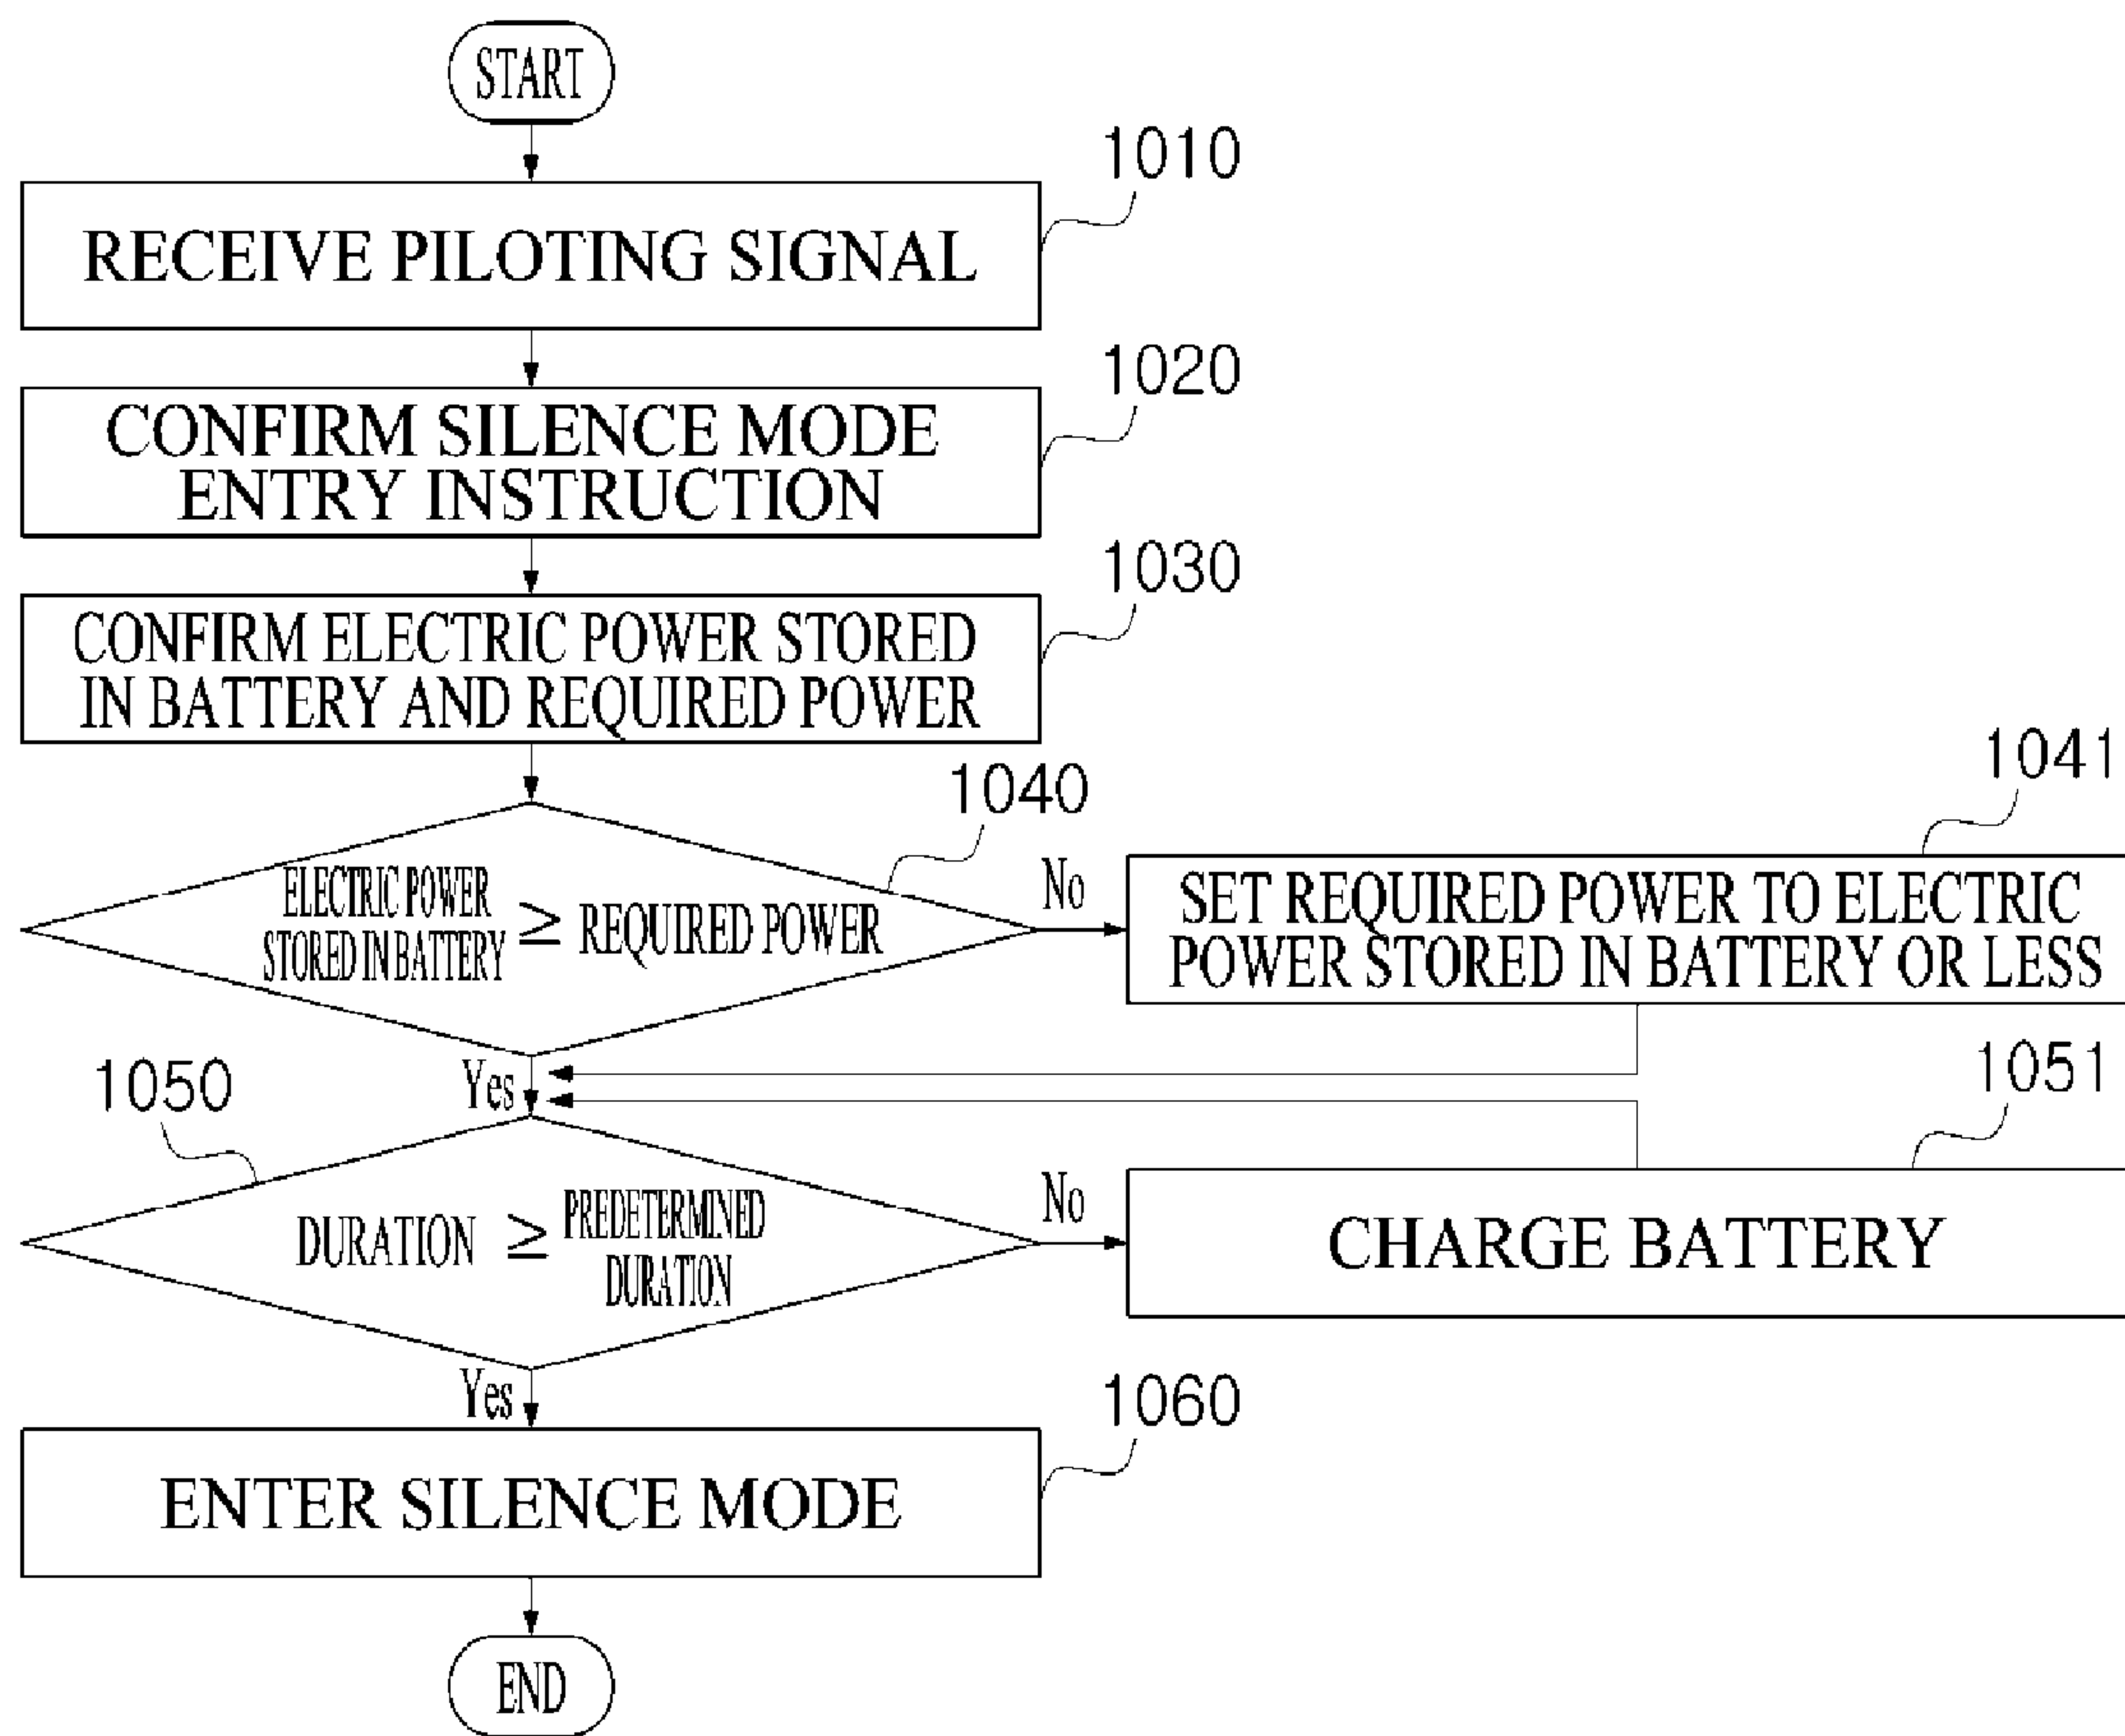 START
1010
RECEIVE PILOTING SIGNAL
1020
CONFIRM SILENCE MODE
ENTRY INSTRUCTION
1030
CONFIRM ELECTRIC POWER STORED
IN BATTERY AND REQUIRED POWER
1040
ELECTRIC POWER
STORED IN BATTERY
≥ REQUIRED POWER
No
1041
SET REQUIRED POWER TO ELECTRIC
POWER STORED IN BATTERY OR LESS
Yes
1050
DURATION ≥
PREDETERMINED
DURATION
No
1051
CHARGE BATTERY
Yes
1060
ENTER SILENCE MODE
END